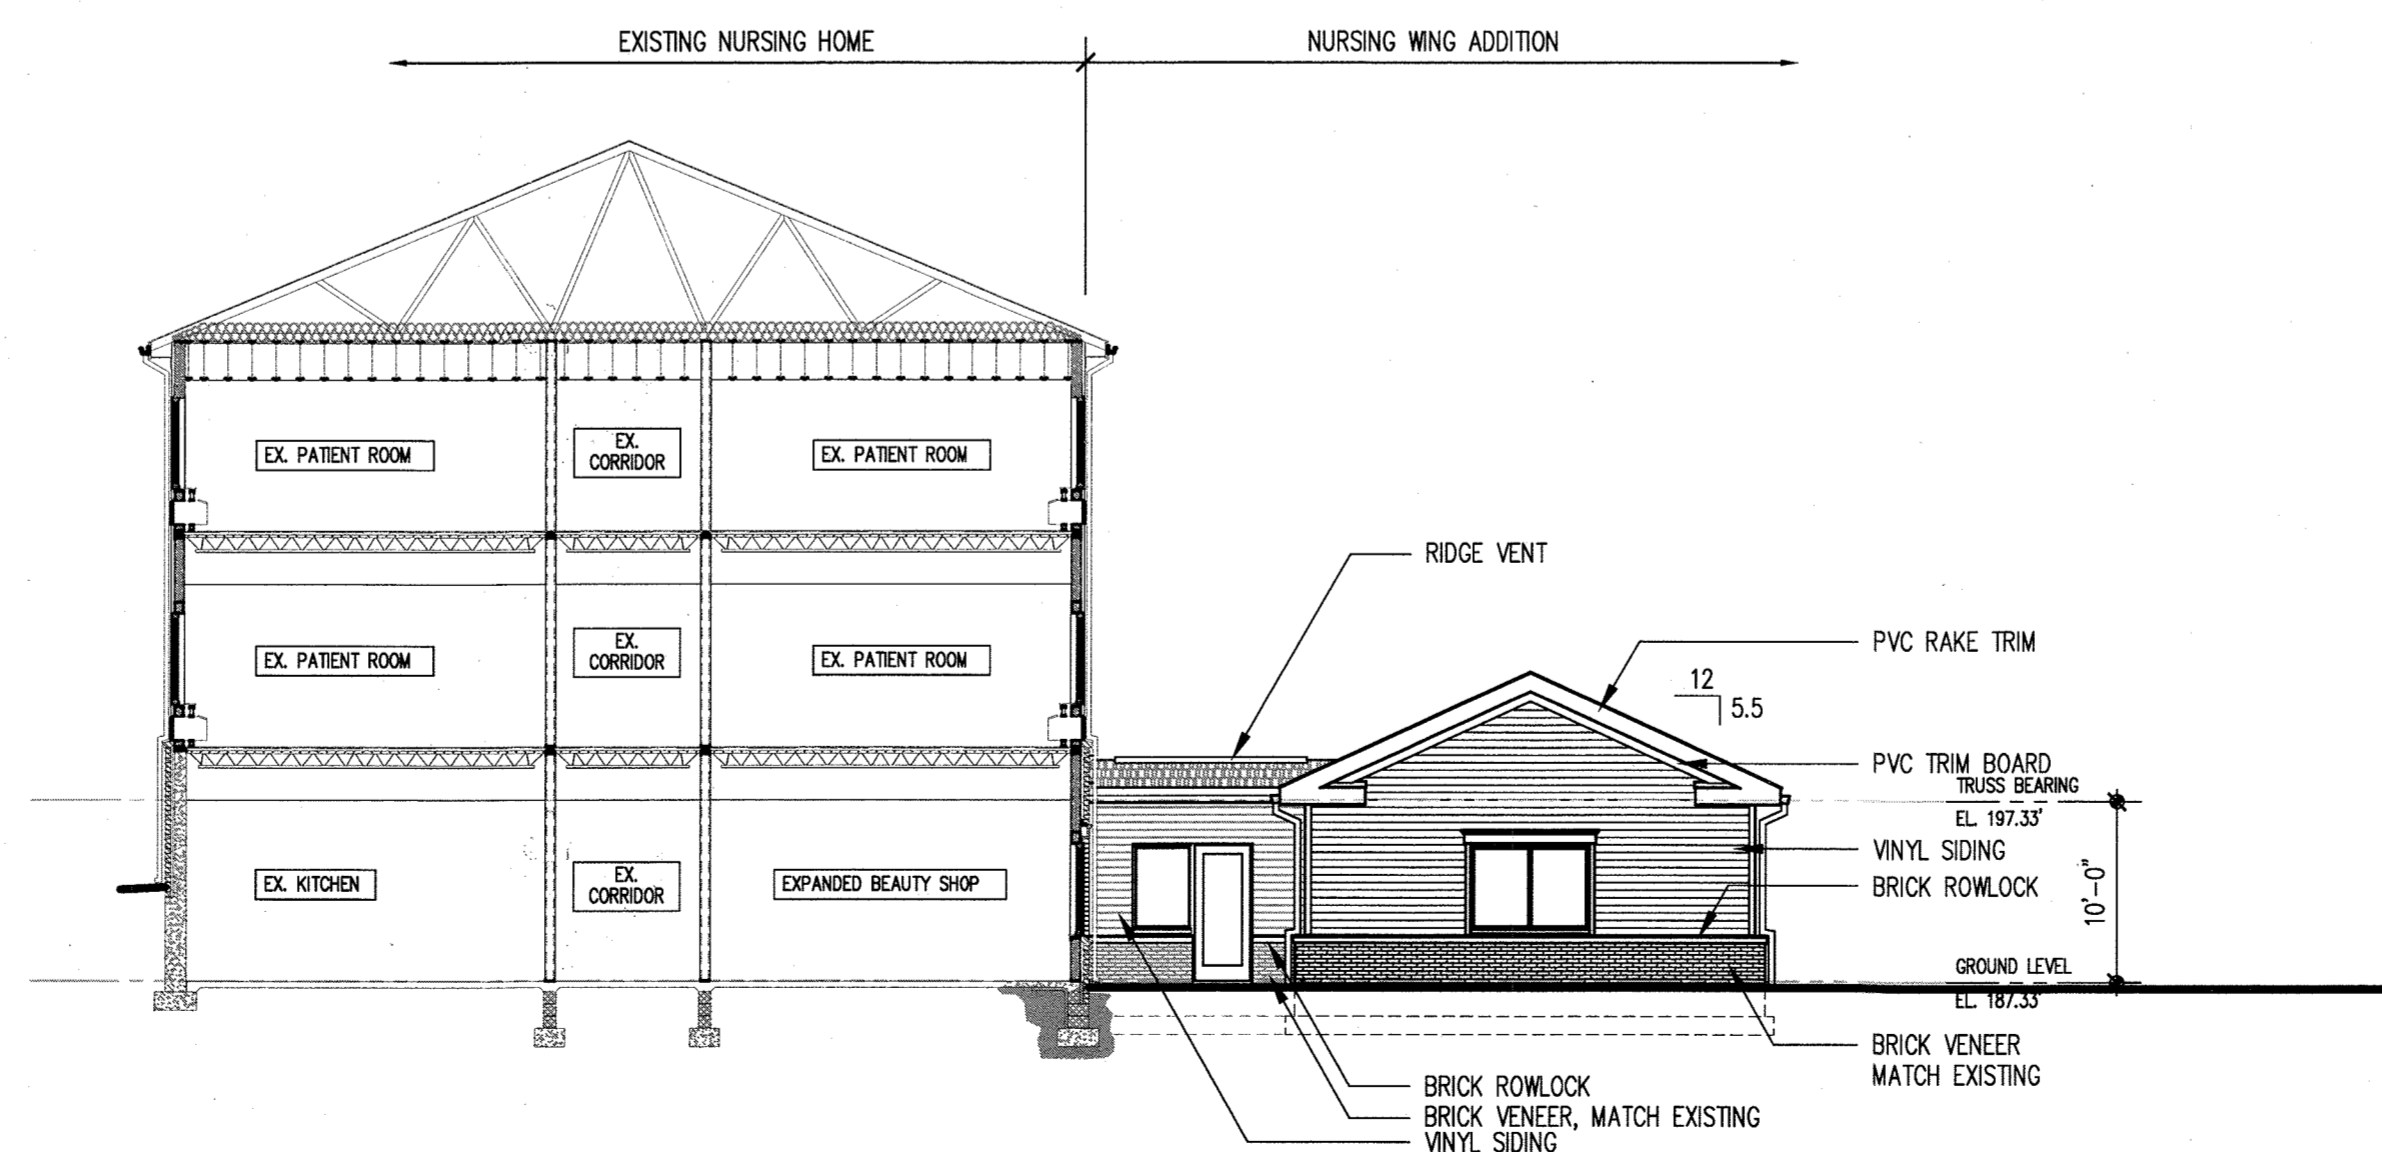 EXISTING NURSING HOME
NURSING WING ADDITION
EX. PATIENT ROOM
EX.
CORRIDOR
EX. PATIENT ROOM
RIDGE VENT
EX. PATIENT ROOM
EX.
CORRIDOR
EX. PATIENT ROOM
PVC RAKE TRIM
12
5.5
PVC TRIM BOARD
TRUSS BEARING
EL. 197.33'
VINYL SIDING
BRICK ROWLOCK
10'-0"
EX. KITCHEN
EX.
CORRIDOR
EXPANDED BEAUTY SHOP
GROUND LEVEL
EL. 187.33'
BRICK VENEER
MATCH EXISTING
BRICK ROWLOCK
BRICK VENEER, MATCH EXISTING
VINYL SIDING